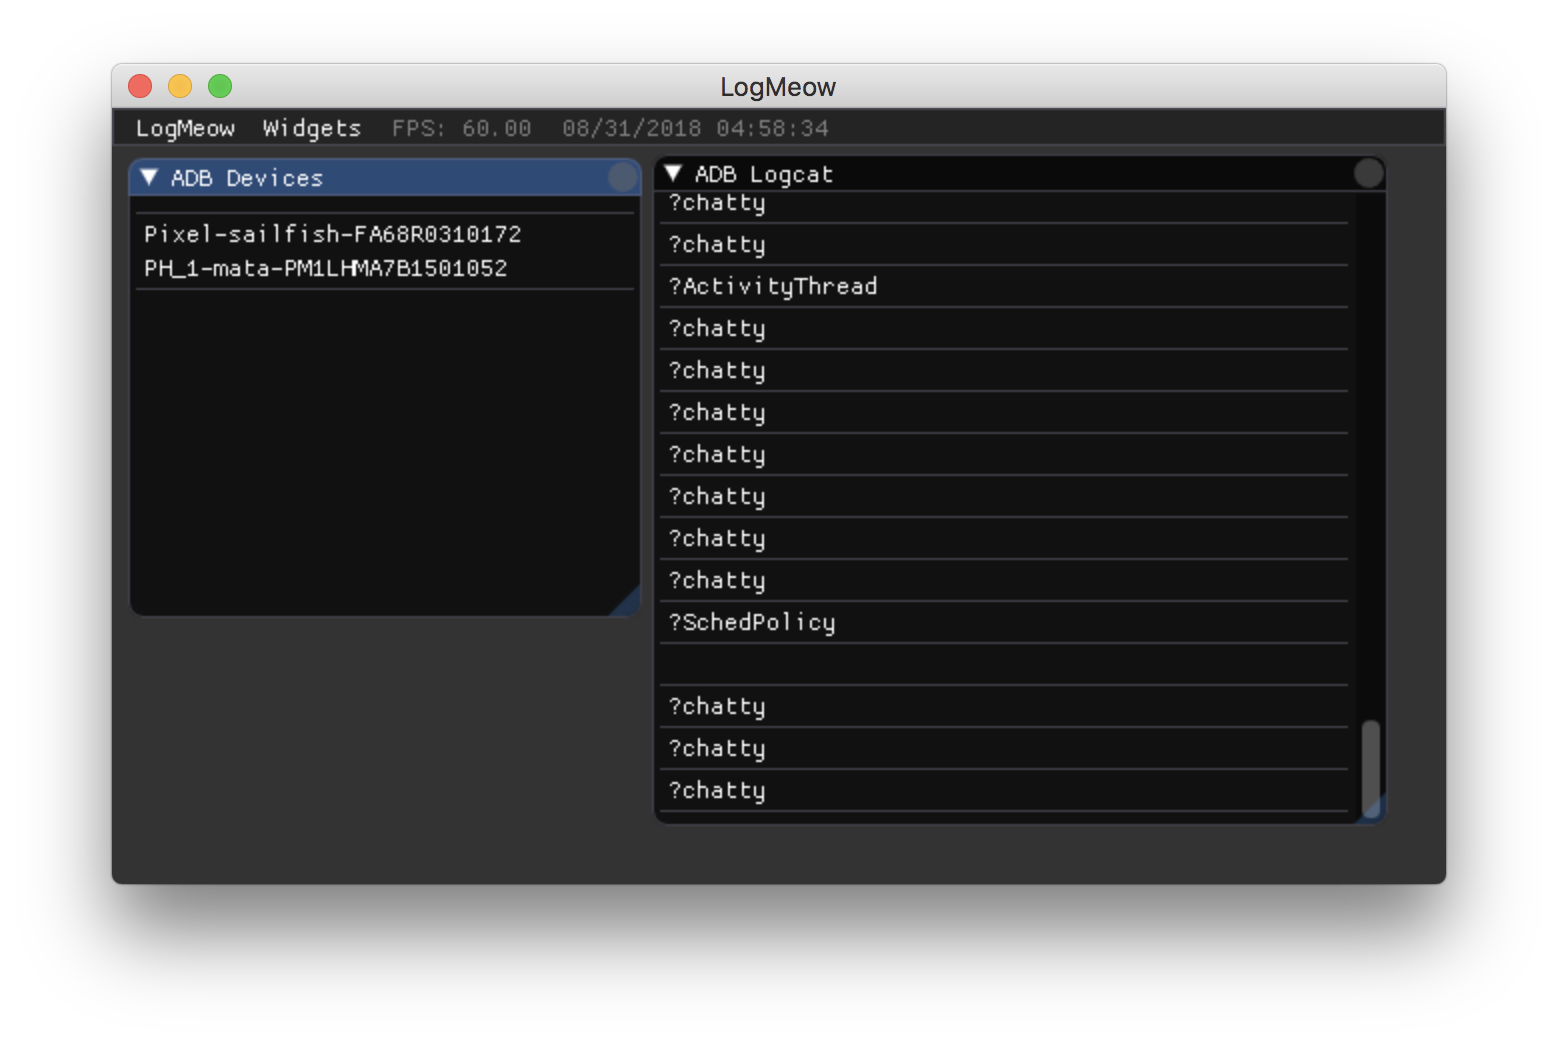 LogMeow
LogMeow Widgets FPS: 60.00 08/31/2018 04:58:34
ADB Devices
Pixel-sailfish-FA68R0310172
PH_1-mata-PM1LHMA7B1501052
ADB Logcat
?chatty
?chatty
?ActivityThread
?chatty
?chatty
?chatty
?chatty
?chatty
?chatty
?chatty
?SchedPolicy
?chatty
?chatty
?chatty